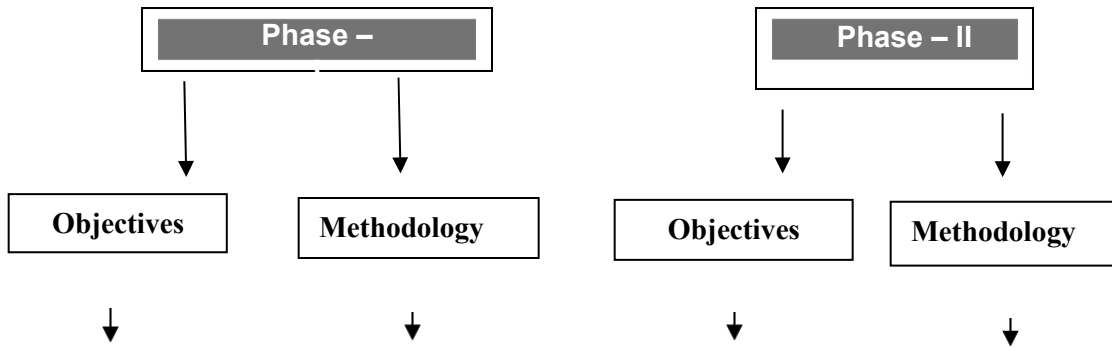 Phase –
Phase – II
Objectives
Methodology
Objectives
Methodology